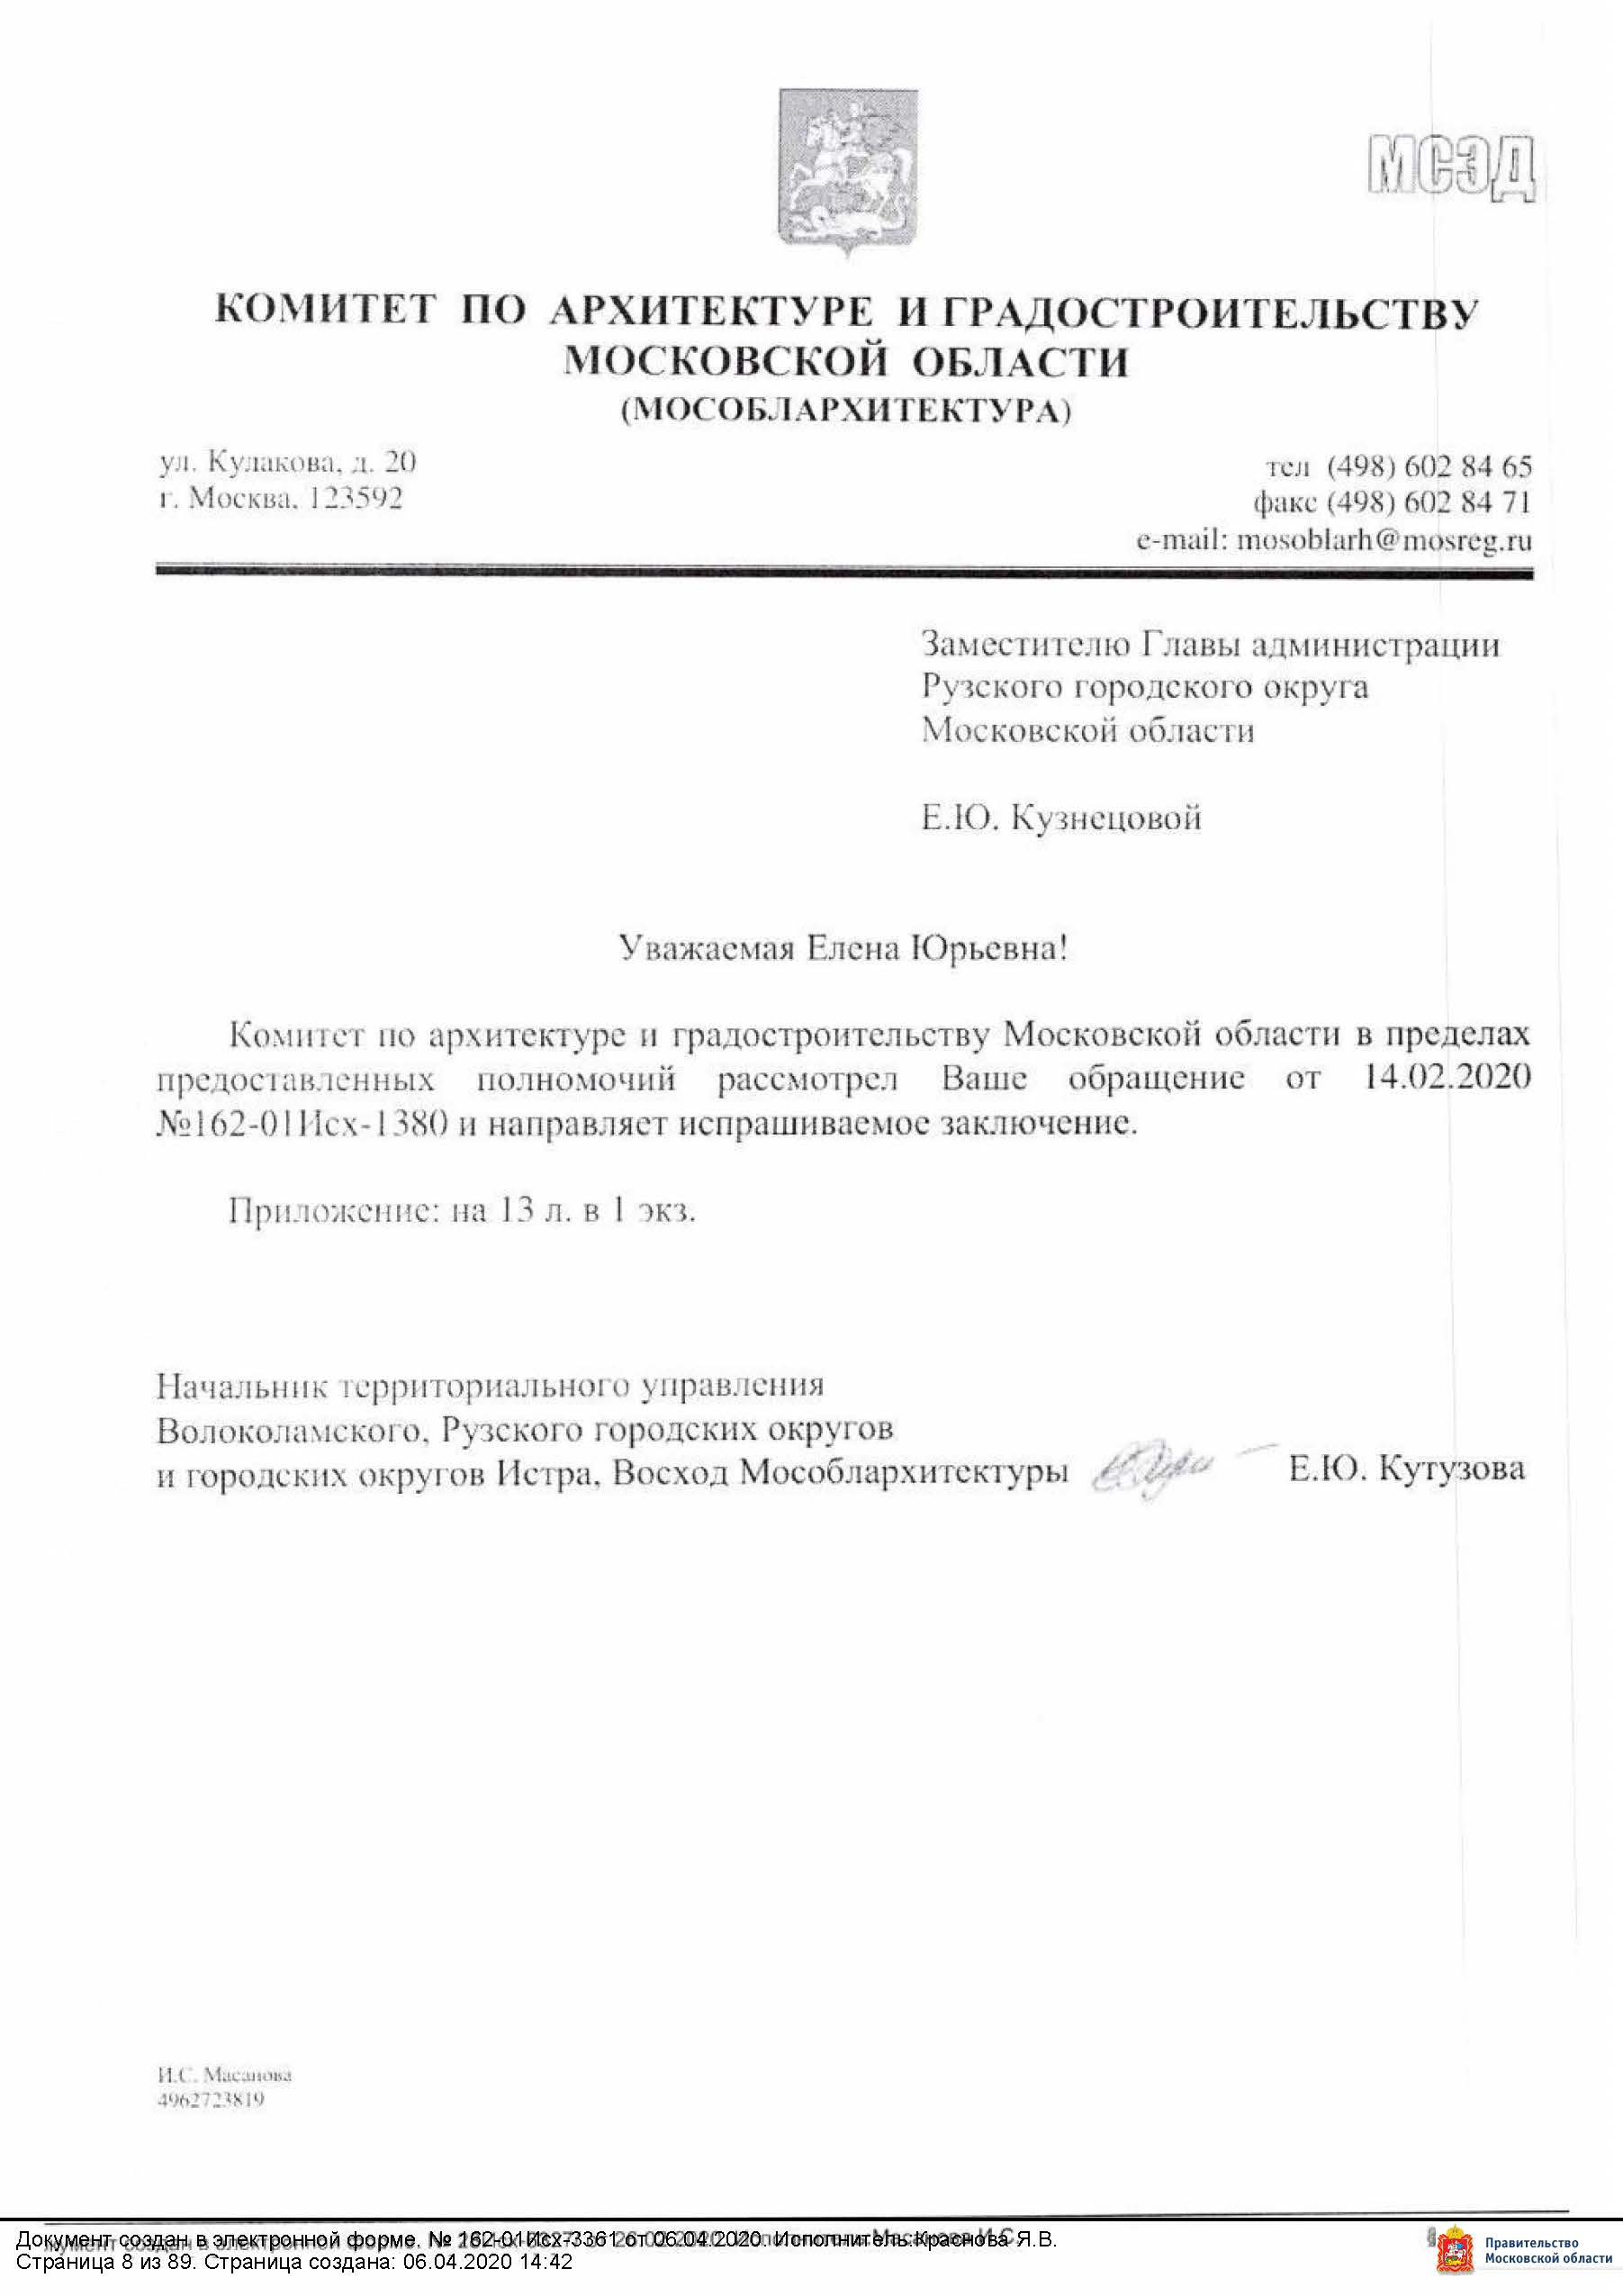 МСЭД
КОМИТЕТ ПО АРХИТЕКТУРЕ И ГРАДОСТРОИТЕЛЬСТВУ
МОСКОВСКОЙ ОБЛАСТИ
(МОСОБЛАРХИТЕКТУРА)
ул. Кулакова, д. 20
г. Москва, 123592
тел (498) 602 84 65
факс (498) 602 84 71
e-mail: mosoblarh@mosreg.ru
Заместителю Главы администрации
Рузского городского округа
Московской области
Е.Ю. Кузнецовой
Уважаемая Елена Юрьевна!
Комитет по архитектуре и градостроительству Московской области в пределах
предоставленных полномочий рассмотрел Ваше обращение от 14.02.2020
№162-01Исх-1380 и направляет испрашиваемое заключение.
Приложение: на 13 л. в 1 экз.
Начальник территориального управления
Волоколамского, Рузского городских округов
и городских округов Истра, Восход Мособлархитектуры Е.Ю. Кутузова
И.С. Масанова
4962723819
Документ создан в электронной форме. № 162-01Исх-3361 от 06.04.2020. Исполнитель:Краснова Я.В.
Страница 8 из 89. Страница создана: 06.04.2020 14:42
Правительство
Московской области